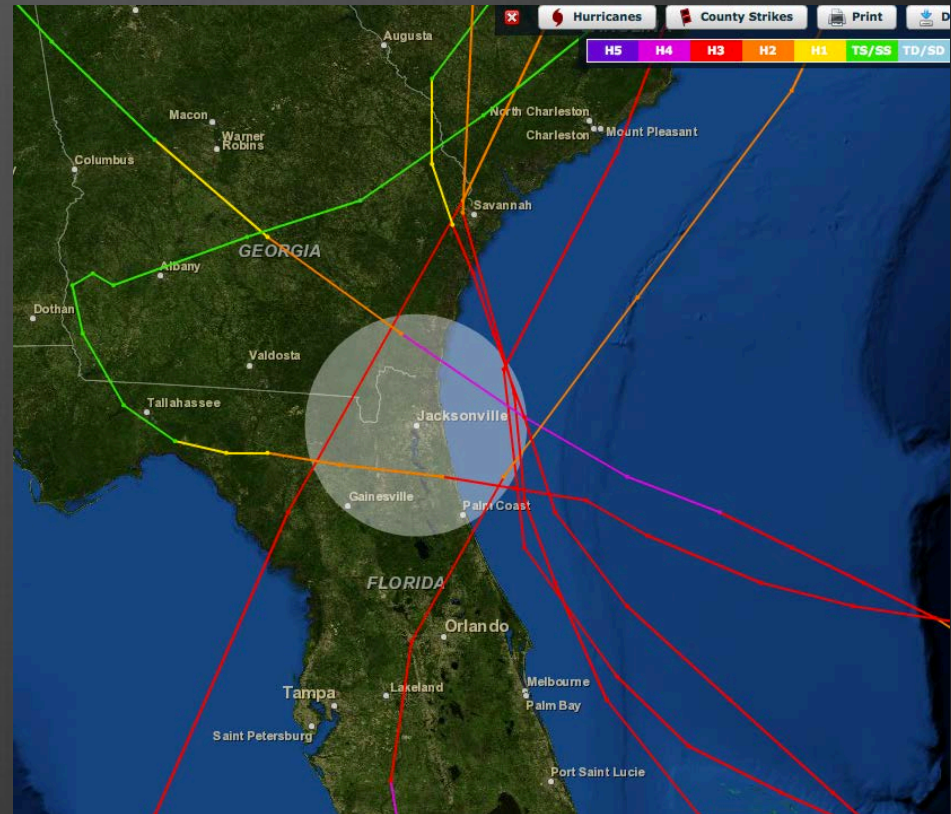 Hurricanes
County Strikes
Print
D
H5
H4
H3
H2
H1
TS/SS
TD/SD
Augusta
North Charleston
Charleston
Mount Pleasant
Macon
Warner
Robins
Columbus
Savannah
GEORGIA
Albany
Dothan
Valdosta
Tallahassee
Jacksonville
Gainesville
Palm Coast
FLORIDA
Orlando
Melbourne
Palm Bay
Tampa
Lakeland
Saint Petersburg
Port Saint Lucie